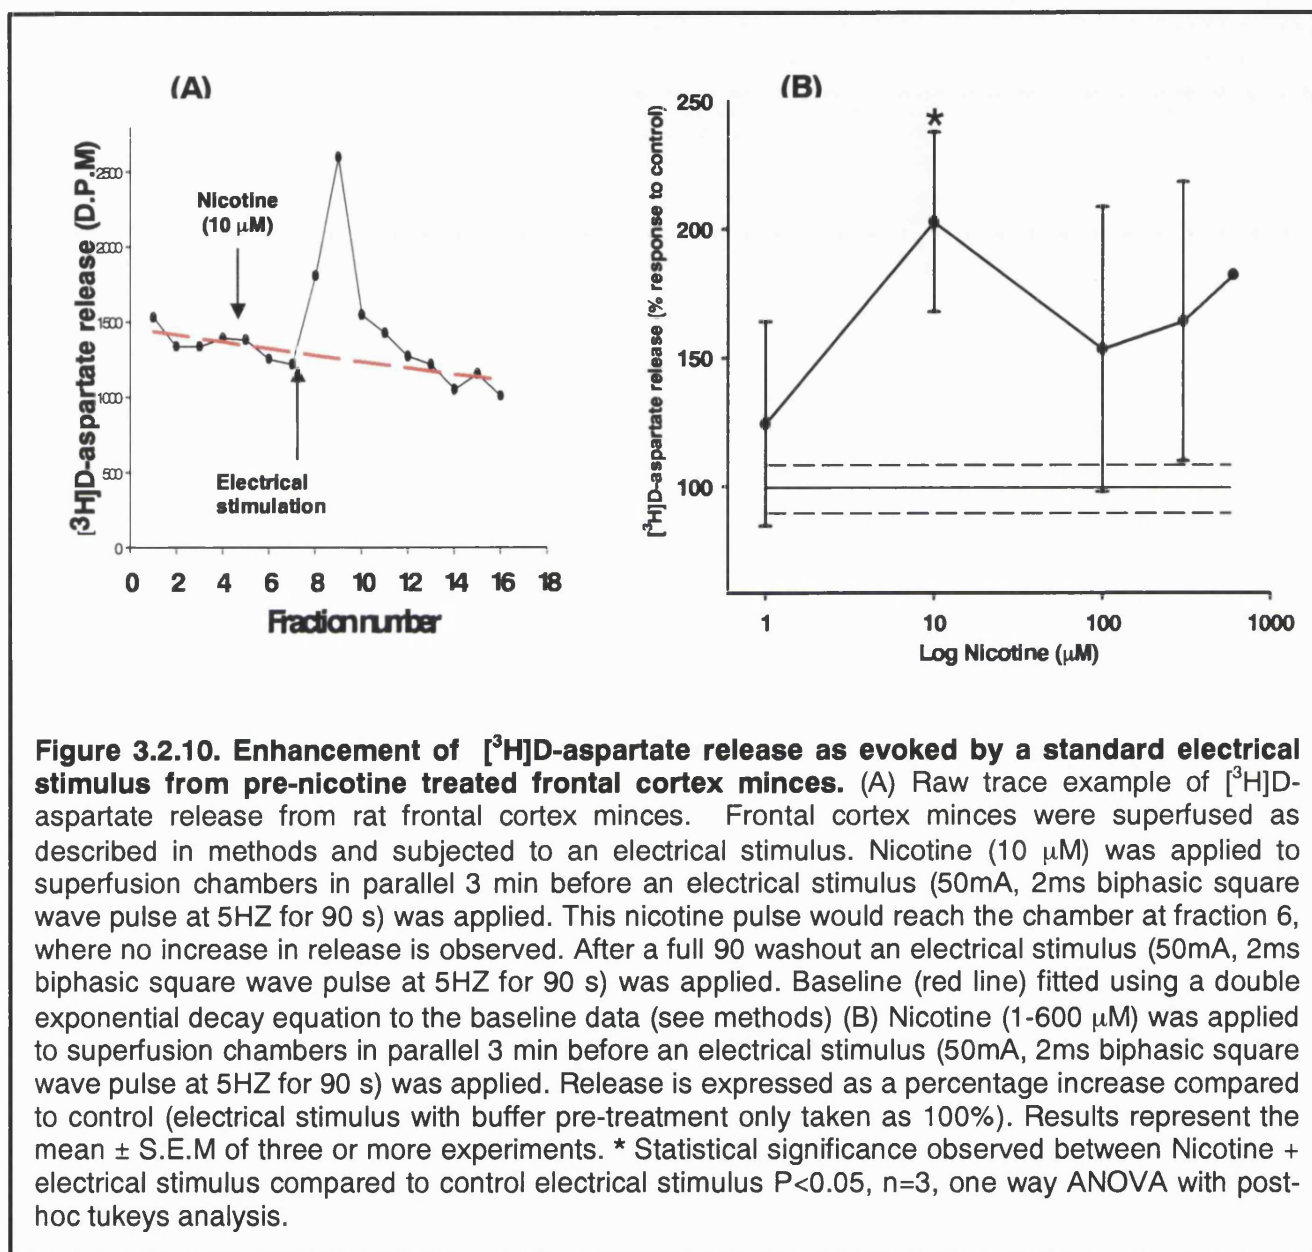 (A)
[³H]D-aspartate release (D.P.M)
2500
2000
1500
1000
500
0
Nicotine
(10 µM)
Electrical
stimulation
0 2 4 6 8 10 12 14 16 18
Fraction number
(B)
[³H]D-aspartate release (% response to control)
250
200
150
100
*
1 10 100 1000
Log Nicotine (µM)
Figure 3.2.10. Enhancement of [³H]D-aspartate release as evoked by a standard electrical
stimulus from pre-nicotine treated frontal cortex minces. (A) Raw trace example of [³H]D-
aspartate release from rat frontal cortex minces. Frontal cortex minces were superfused as
described in methods and subjected to an electrical stimulus. Nicotine (10 µM) was applied to
superfusion chambers in parallel 3 min before an electrical stimulus (50mA, 2ms biphasic square
wave pulse at 5HZ for 90 s) was applied. This nicotine pulse would reach the chamber at fraction 6,
where no increase in release is observed. After a full 90 washout an electrical stimulus (50mA, 2ms
biphasic square wave pulse at 5HZ for 90 s) was applied. Baseline (red line) fitted using a double
exponential decay equation to the baseline data (see methods) (B) Nicotine (1-600 µM) was applied
to superfusion chambers in parallel 3 min before an electrical stimulus (50mA, 2ms biphasic square
wave pulse at 5HZ for 90 s) was applied. Release is expressed as a percentage increase compared
to control (electrical stimulus with buffer pre-treatment only taken as 100%). Results represent the
mean ± S.E.M of three or more experiments. * Statistical significance observed between Nicotine +
electrical stimulus compared to control electrical stimulus P<0.05, n=3, one way ANOVA with post-
hoc tukeys analysis.